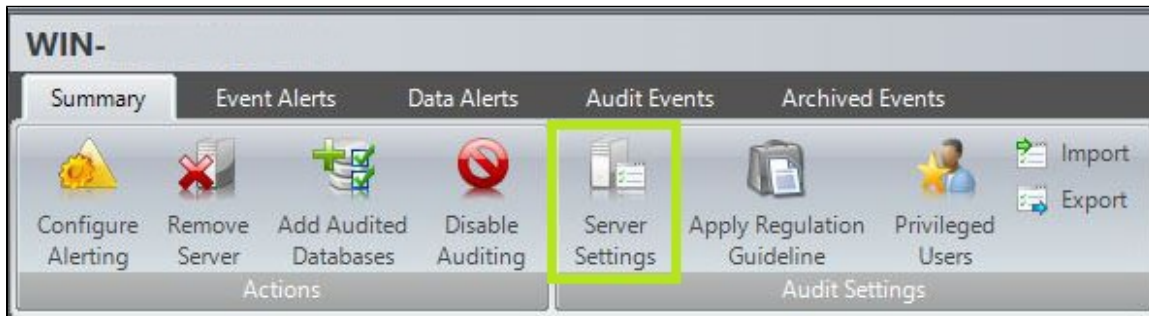 WIN-
Summary Event Alerts Data Alerts Audit Events Archived Events
Configure Alerting
Remove Server
Add Audited Databases
Disable Auditing
Server Settings
Apply Regulation Guideline
Privileged Users
Import
Export
Actions
Audit Settings